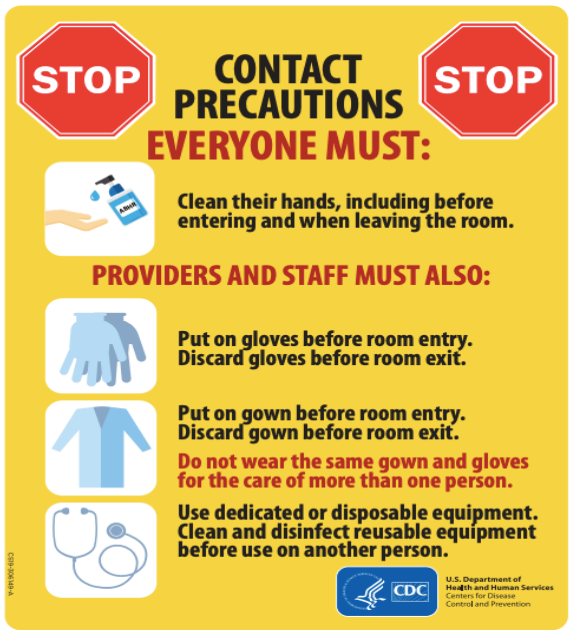 STOP
CONTACT
PRECAUTIONS
STOP
EVERYONE MUST:
ABHR
Clean their hands, including before
entering and when leaving the room.
PROVIDERS AND STAFF MUST ALSO:
Put on gloves before room entry.
Discard gloves before room exit.
Put on gown before room entry.
Discard gown before room exit.
Do not wear the same gown and gloves
for the care of more than one person.
Use dedicated or disposable equipment.
Clean and disinfect reusable equipment
before use on another person.
CDC
U.S. Department of
Health and Human Services
Centers for Disease
Control and Prevention